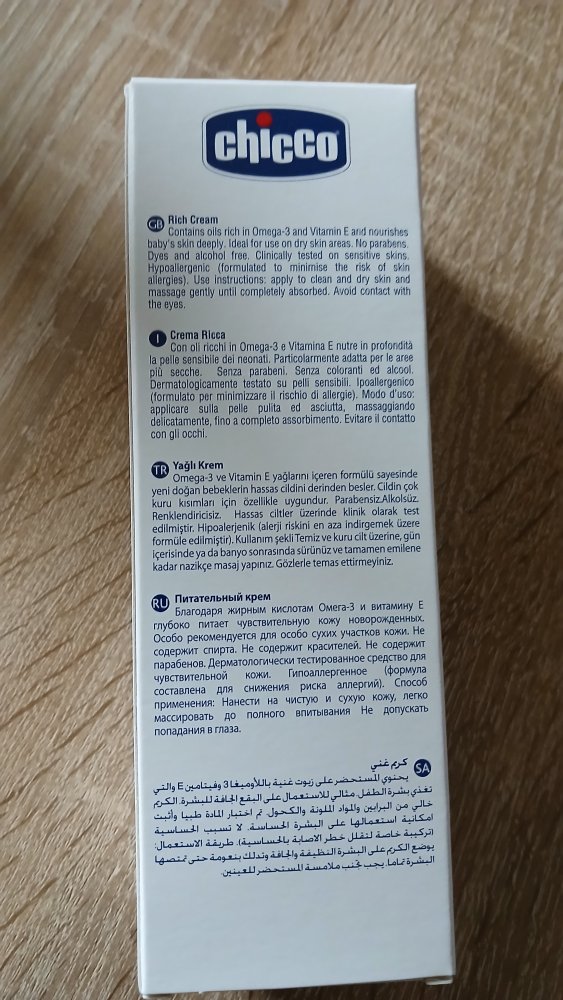 chicco
GB Rich Cream
Contains oils rich in Omega-3 and Vitamin E and nourishes
baby's skin deeply. Ideal for use on dry skin areas. No parabens.
Dyes and alcohol free. Clinically tested on sensitive skins.
Hypoallergenic (formulated to minimise the risk of skin
allergies). Use instructions: apply to clean and dry skin and
massage gently until completely absorbed. Avoid contact with
the eyes.
I Crema Ricca
Con oli ricchi in Omega-3 e Vitamina E nutre in profondità
la pelle sensibile dei neonati. Particolarmente adatta per le aree
più secche. Senza parabeni. Senza coloranti ed alcool.
Dermatologicamente testato su pelli sensibili. Ipoallergenico
(formulato per minimizzare il rischio di allergie). Modo d'uso:
applicare sulla pelle pulita ed asciutta, massaggiando
delicatamente, fino a completo assorbimento. Evitare il contatto
con gli occhi.
TR Yağlı Krem
Omega-3 ve Vitamin E yağlarını içeren formülü sayesinde
yeni doğan bebeklerin hassas cildini derinden besler. Cildin çok
kuru kısımları için özellikle uygundur. Parabensiz.Alkolsüz.
Renklendiricisiz. Hassas ciltler üzerinde klinik olarak test
edilmiştir. Hipoalerjenik (alerji riskini en aza indirgemek üzere
formüle edilmiştir). Kullanım şekli Temiz ve kuru cilt üzerine, gün
içerisinde ya da banyo sonrasında sürünüz ve tamamen emilene
kadar nazikçe masaj yapınız. Gözlerle temas ettirmeyiniz.
RU Питательный крем
Благодаря жирным кислотам Омега-3 и витамину Е
глубоко питает чувствительную кожу новорожденных.
Особо рекомендуется для особо сухих участков кожи. Не
содержит спирта. Не содержит красителей. Не содержит
парабенов. Дерматологически тестированное средство для
чувствительной кожи. Гипоаллергенное (формула
составлена для снижения риска аллергий). Способ
применения: Нанести на чистую и сухую кожу, легко
массировать до полного впитывания Не допускать
попадания в глаза.
SA كريم غني
يحتوي المستحضر على زيوت غنية باللأوميغا 3 وفيتامين E والتي
تغذي بشرة الطفل. مثالي للاستعمال على البقع الجافة للبشرة. الكريم
خالي من البرابين والمواد الملونة والكحول. تم اختبار المادة طبيا وأثبت
امكانية استعمالها على البشرة الحساسة. لا تسبب الحساسية
(تركيبة خاصة لتقلل خطر الاصابة بالحساسية). طريقة الاستعمال:
يوضع الكريم على البشرة النظيفة والجافة وتدلك بنعومة حتى تمتصها
البشرة تماما. يجب تجنب ملامسة المستحضر للعينين.